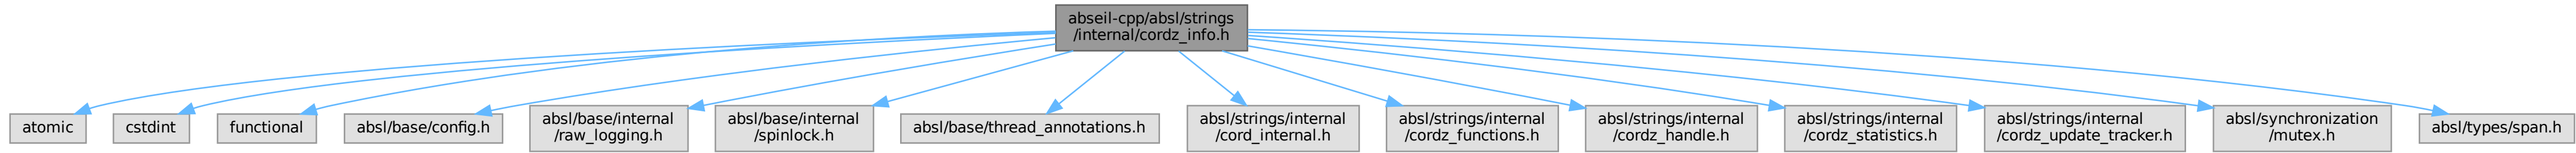 abseil-cpp/absl/strings
/internal/cordz_info.h
atomic
cstdint
functional
absl/base/config.h
absl/base/internal
/raw_logging.h
absl/base/internal
/spinlock.h
absl/base/thread_annotations.h
absl/strings/internal
/cord_internal.h
absl/strings/internal
/cordz_functions.h
absl/strings/internal
/cordz_handle.h
absl/strings/internal
/cordz_statistics.h
absl/strings/internal
/cordz_update_tracker.h
absl/synchronization
/mutex.h
absl/types/span.h